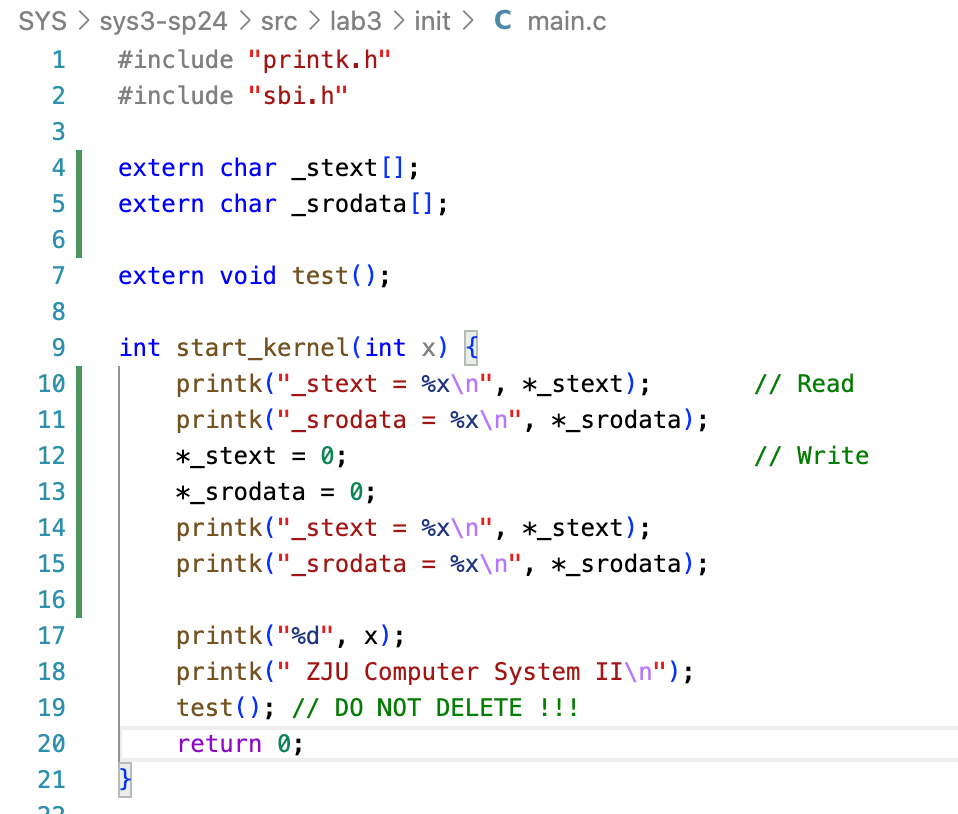 SYS > sys3-sp24 > src > lab3 > init > C main.c
1 #include "printk.h"
2 #include "sbi.h"
3
4 extern char _stext[];
5 extern char _srodata[];
6
7 extern void test();
8
9 int start_kernel(int x) {
10     printk("_stext = %x\n", *_stext);       // Read
11     printk("_srodata = %x\n", *_srodata);
12     *_stext = 0;                            // Write
13     *_srodata = 0;
14     printk("_stext = %x\n", *_stext);
15     printk("_srodata = %x\n", *_srodata);
16
17     printk("%d", x);
18     printk(" ZJU Computer System II\n");
19     test(); // DO NOT DELETE !!!
20     return 0;
21 }
22